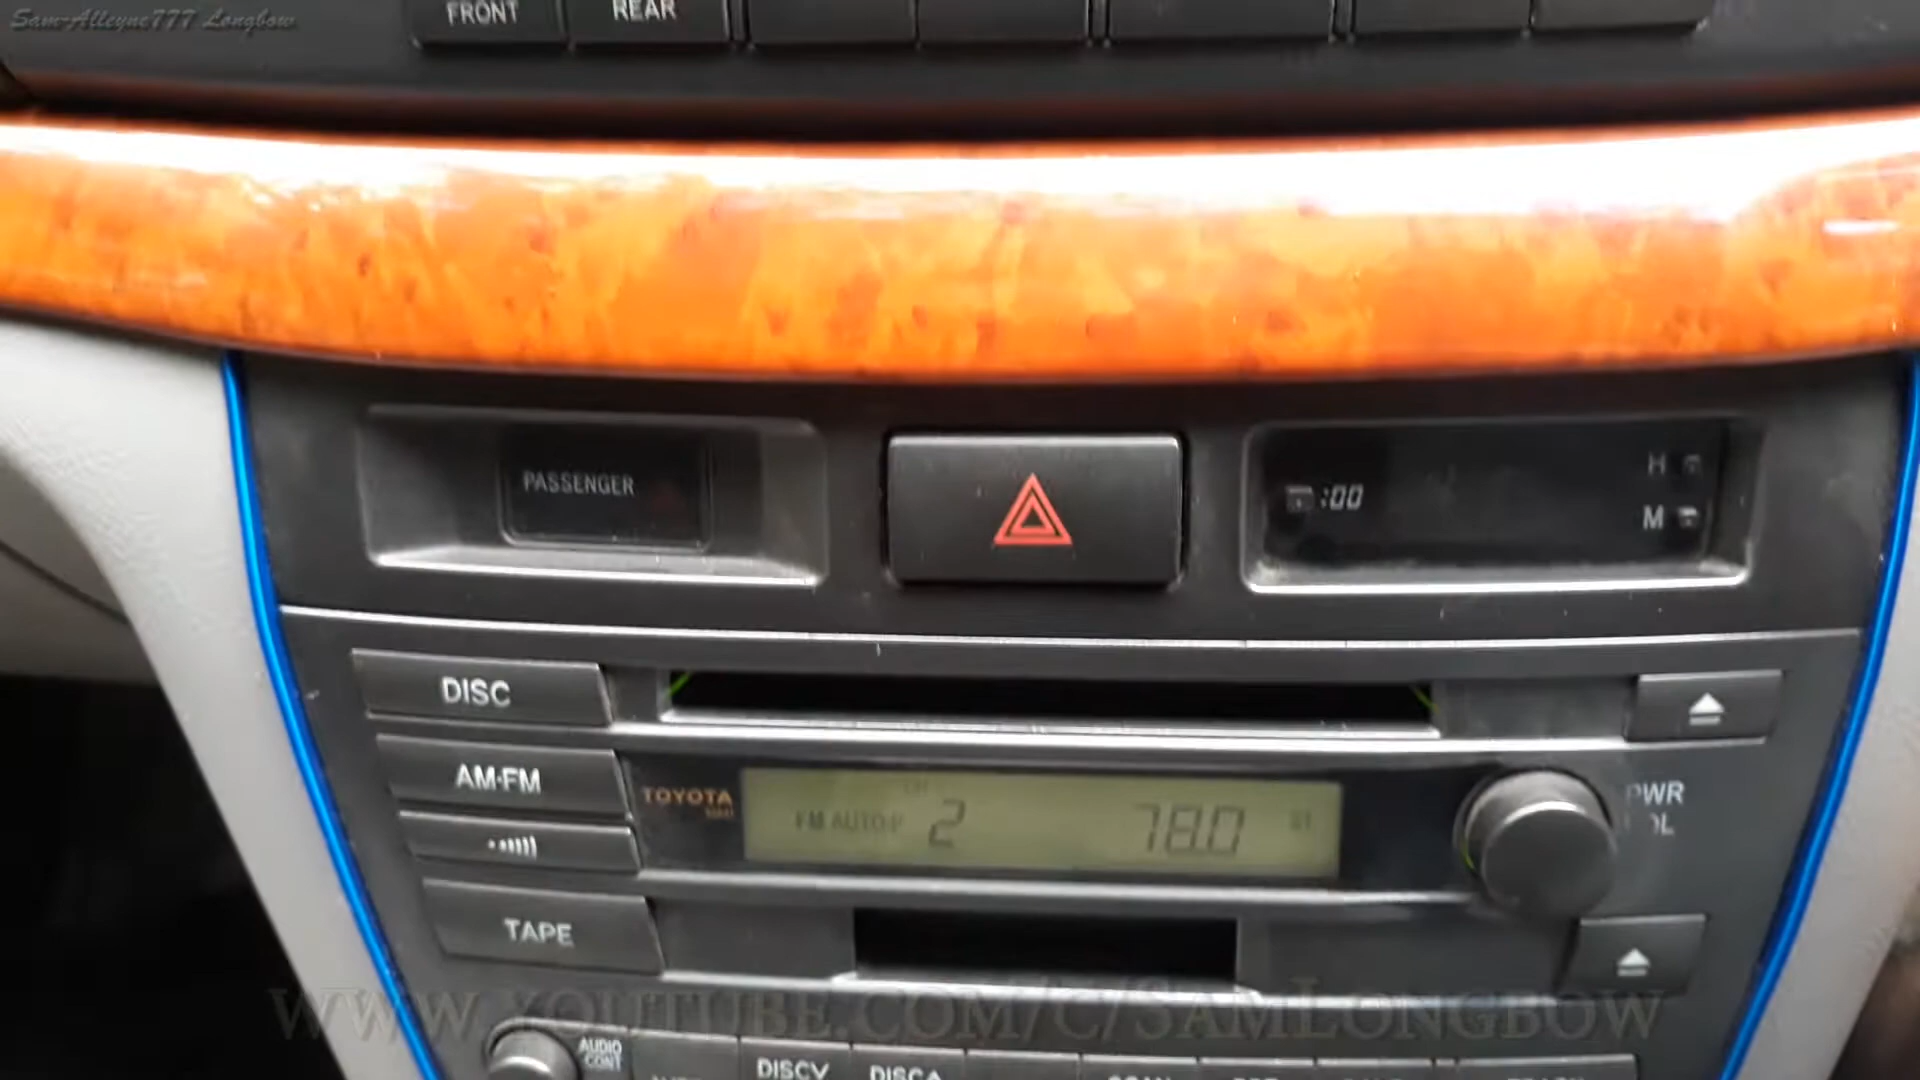 Sam-Alleyne777 Longbow
FRONT
REAR
PASSENGER
:00
H
M
DISC
AM·FM
TOYOTA
FM AUTO·P 2 78.0 ST
PWR
TAPE
WWW.YOUTUBE.COM/C/SAMLONGBOW
AUDIO
CONT
DISC∨
DISC∧